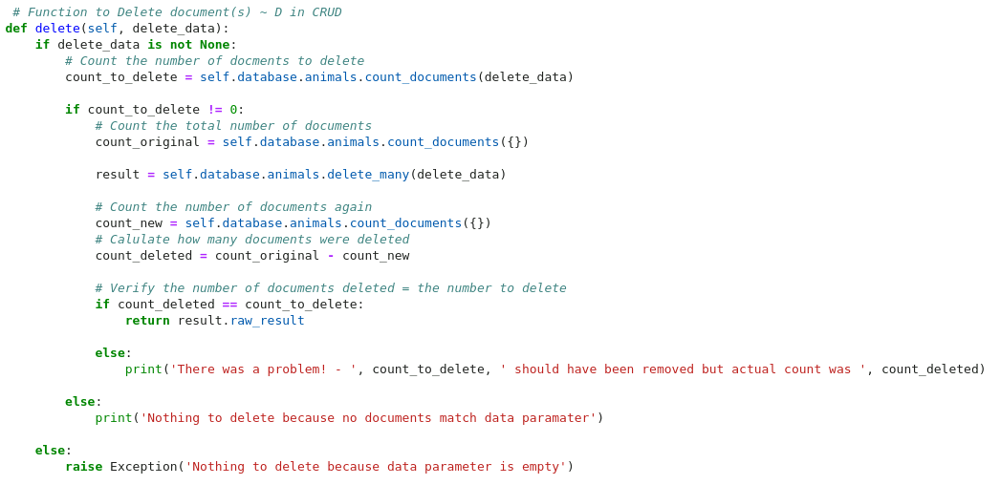 # Function to Delete document(s) ~ D in CRUD
def delete(self, delete_data):
if delete_data is not None:
# Count the number of docments to delete
count_to_delete = self.database.animals.count_documents(delete_data)
if count_to_delete != 0:
# Count the total number of documents
count_original = self.database.animals.count_documents({})
result = self.database.animals.delete_many(delete_data)
# Count the number of documents again
count_new = self.database.animals.count_documents({})
# Calulate how many documents were deleted
count_deleted = count_original - count_new
# Verify the number of documents deleted = the number to delete
if count_deleted == count_to_delete:
return result.raw_result
else:
print('There was a problem! - ', count_to_delete, ' should have been removed but actual count was ', count_deleted)
else:
print('Nothing to delete because no documents match data paramater')
else:
raise Exception('Nothing to delete because data parameter is empty')